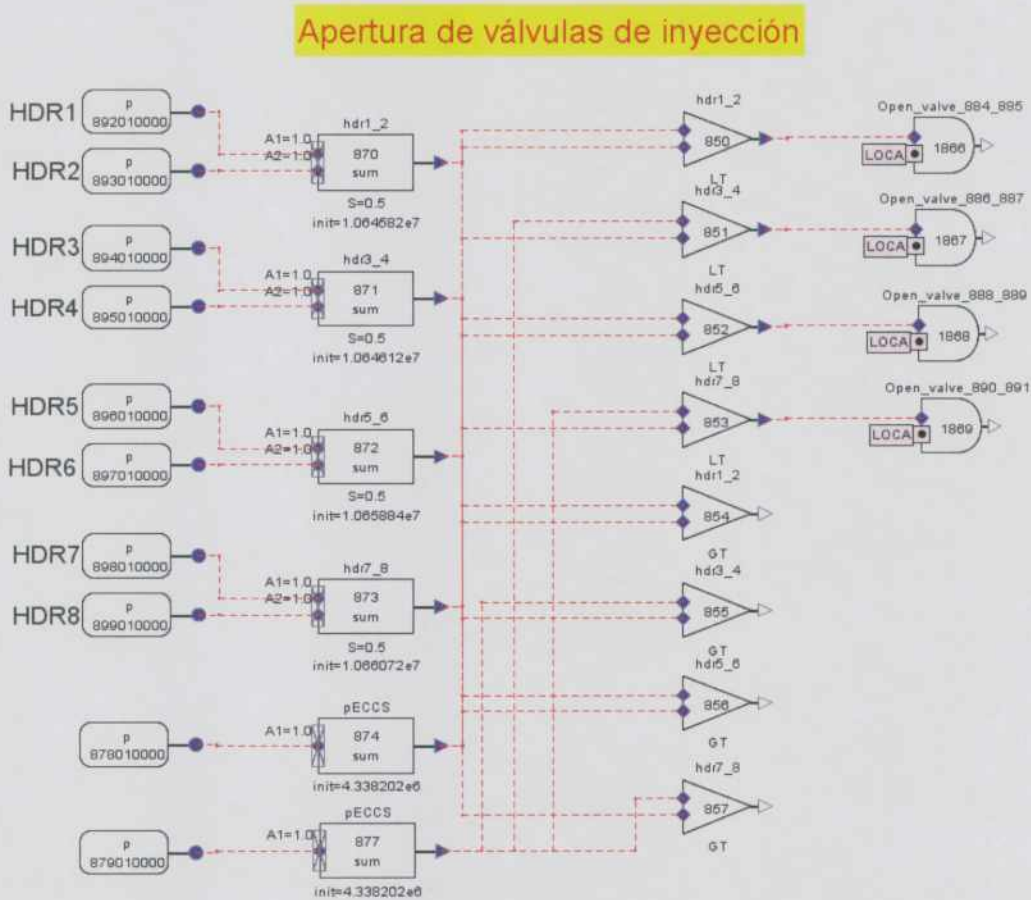 Apertura de válvulas de inyección
HDR1
p
892010000
HDR2
p
893010000
A1=1.0
A2=1.0
hdr1_2
870
sum
S=0.5
init=1.064582e7
HDR3
p
894010000
HDR4
p
895010000
A1=1.0
A2=1.0
hdr3_4
871
sum
S=0.5
init=1.064612e7
HDR5
p
896010000
HDR6
p
897010000
A1=1.0
A2=1.0
hdr5_6
872
sum
S=0.5
init=1.065884e7
HDR7
p
898010000
HDR8
p
899010000
A1=1.0
A2=1.0
hdr7_8
873
sum
S=0.5
init=1.066072e7
p
878010000
A1=1.0
pECCS
874
sum
init=4.338202e6
p
879010000
A1=1.0
pECCS
877
sum
init=4.338202e6
hdr1_2
850
LT
hdr3_4
851
LT
hdr5_6
852
LT
hdr7_8
853
LT
hdr1_2
854
GT
hdr3_4
855
GT
hdr5_6
856
GT
hdr7_8
857
GT
Open_valve_884_885
LOCA
1866
Open_valve_886_887
LOCA
1867
Open_valve_888_889
LOCA
1868
Open_valve_890_891
LOCA
1869